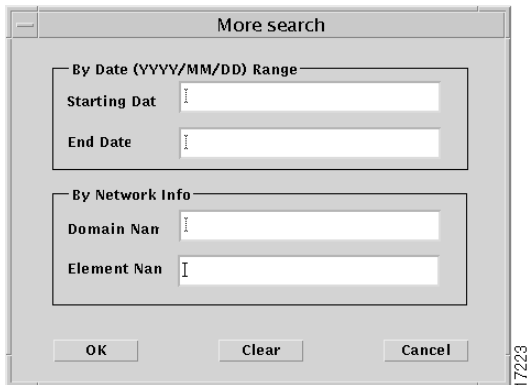 More search
By Date (YYYY/MM/DD) Range
Starting Dat
End Date
By Network Info
Domain Nan
Element Nan
OK Clear Cancel
7223